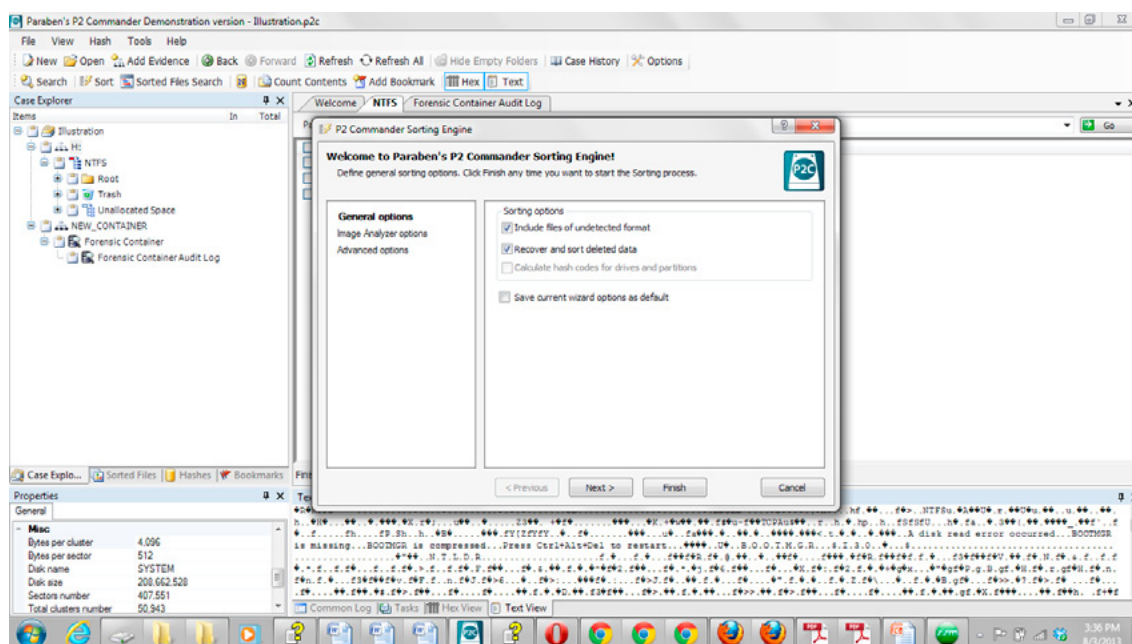 Paraben's P2 Commander Demonstration version - Illustration.p2c
File View Hash Tools Help
New Open Add Evidence Back Forward Refresh Refresh All Hide Empty Folders Case History Options
Search Sort Sorted Files Search Count Contents Add Bookmark Hex Text
Case Explorer
Welcome NTFS Forensic Container Audit Log
Items In Total
Go
Illustration
H:
NTFS
Root
Trash
Unallocated Space
NEW_CONTAINER
Forensic Container
Forensic Container Audit Log
P2 Commander Sorting Engine
Welcome to Paraben's P2 Commander Sorting Engine!
Define general sorting options. Click Finish any time you want to start the Sorting process.
P2C
General options
Image Analyzer options
Advanced options
Sorting options
Include files of undetected format
Recover and sort deleted data
Calculate hash codes for drives and partitions
Save current wizard options as default
< Previous Next > Finish Cancel
Case Explo... Sorted Files Hashes Bookmarks
Properties
General
Misc
Bytes per cluster 4,096
Bytes per sector 512
Disk name SYSTEM
Disk size 208,662,528
Sectors number 407,551
Total clusters number 50,943
A disk read error occurred...BOOTMGR
is missing...BOOTMGR is compressed...Press Ctrl+Alt+Del to restart...
Common Log Tasks Hex View Text View
3:36 PM
8/3/2013